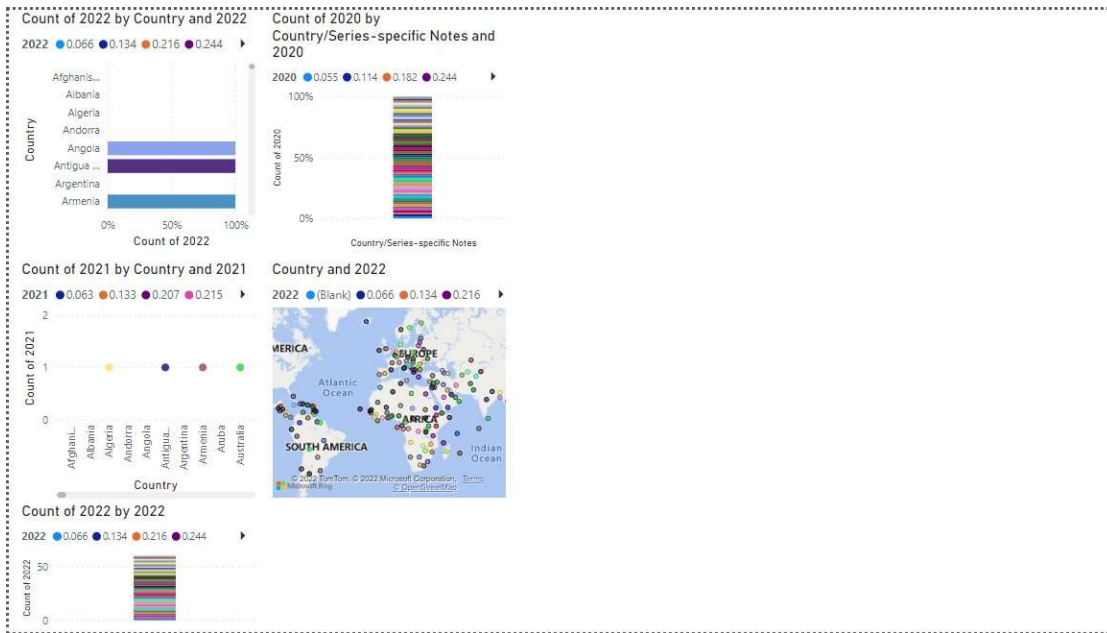 Count of 2022 by Country and 2022
2022 0.066 0.134 0.216 0.244
Afghanis...
Albania
Algeria
Andorra
Angola
Antigua ...
Argentina
Armenia
Country
0% 50% 100%
Count of 2022
Count of 2020 by
Country/Series-specific Notes and
2020
2020 0.055 0.114 0.182 0.244
100%
50%
0%
Count of 2020
Country/Series-specific Notes
Count of 2021 by Country and 2021
2021 0.063 0.133 0.207 0.215
2
1
0
Count of 2021
Afghani...
Albania
Algeria
Andorra
Angola
Antigua...
Argentina
Armenia
Aruba
Australia
Country
Country and 2022
2022 (Blank) 0.066 0.134 0.216
MERICA
EUROPE
Atlantic
Ocean
AFRICA
SOUTH AMERICA
Indian
Ocean
© 2022 TomTom, © 2022 Microsoft Corporation, Terms
Microsoft Bing
© OpenStreetMap
Count of 2022 by 2022
2022 0.066 0.134 0.216 0.244
50
0
Count of 2022